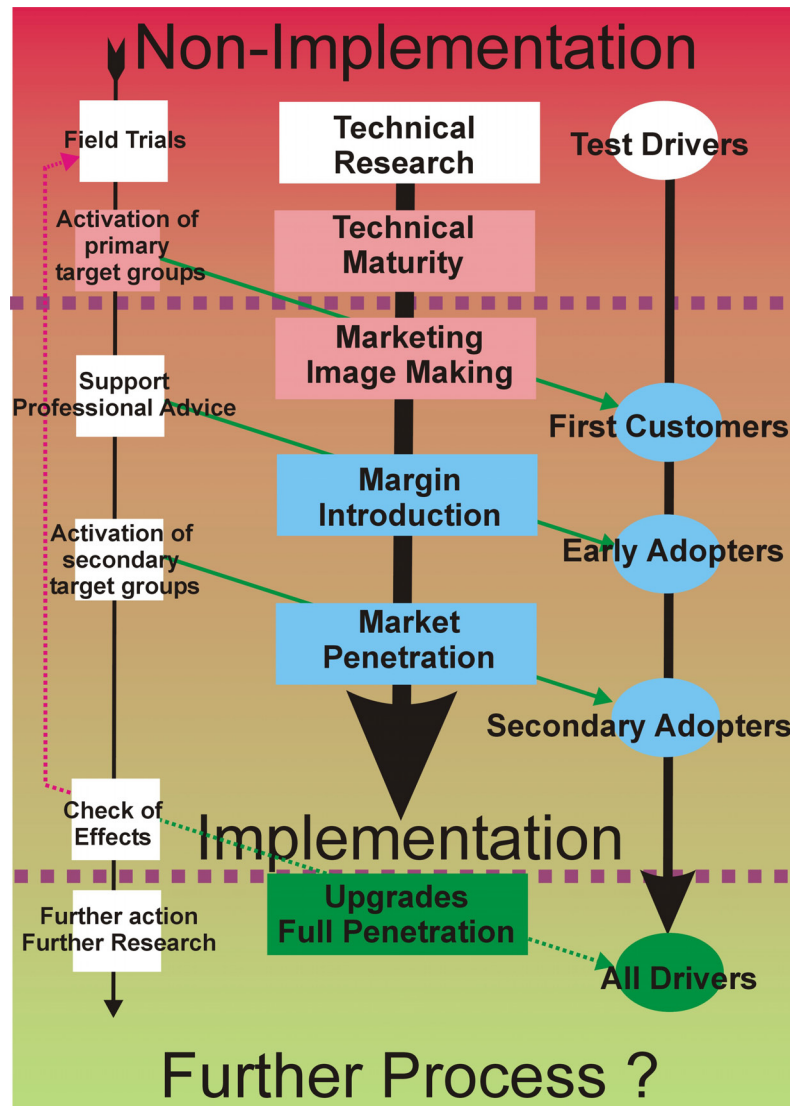 Non-Implementation
Field Trials
Technical
Research
Test Drivers
Activation of
primary
target groups
Technical
Maturity
Marketing
Image Making
Support
Professional Advice
First Customers
Margin
Introduction
Activation of
secondary
target groups
Early Adopters
Market
Penetration
Secondary Adopters
Check of
Effects
Implementation
Upgrades
Full Penetration
Further action
Further Research
All Drivers
Further Process ?